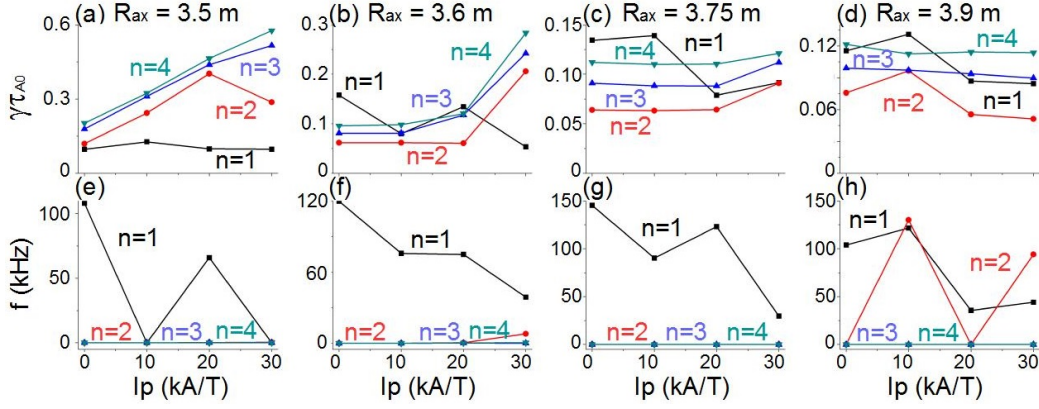 (a) Rax = 3.5 m
(b) Rax = 3.6 m
(c) Rax = 3.75 m
(d) Rax = 3.9 m
γτA0
0.6
0.3
0
n=4
n=3
n=2
n=1
0.3
0.2
0.1
0
n=1
n=4
n=3
n=2
0.15
0.10
0.05
0
n=1
n=4
n=3
n=2
0.12
0.06
0
n=3
n=4
n=2
n=1
(e)
(f)
(g)
(h)
f (kHz)
100
50
0
n=1
n=2 n=3 n=4
0 10 20 30
Ip (kA/T)
120
60
0
n=1
n=2 n=3 n=4
0 10 20 30
Ip (kA/T)
150
100
50
0
n=1
n=2 n=3 n=4
0 10 20 30
Ip (kA/T)
150
100
50
0
n=1
n=2
n=3 n=4
0 10 20 30
Ip (kA/T)